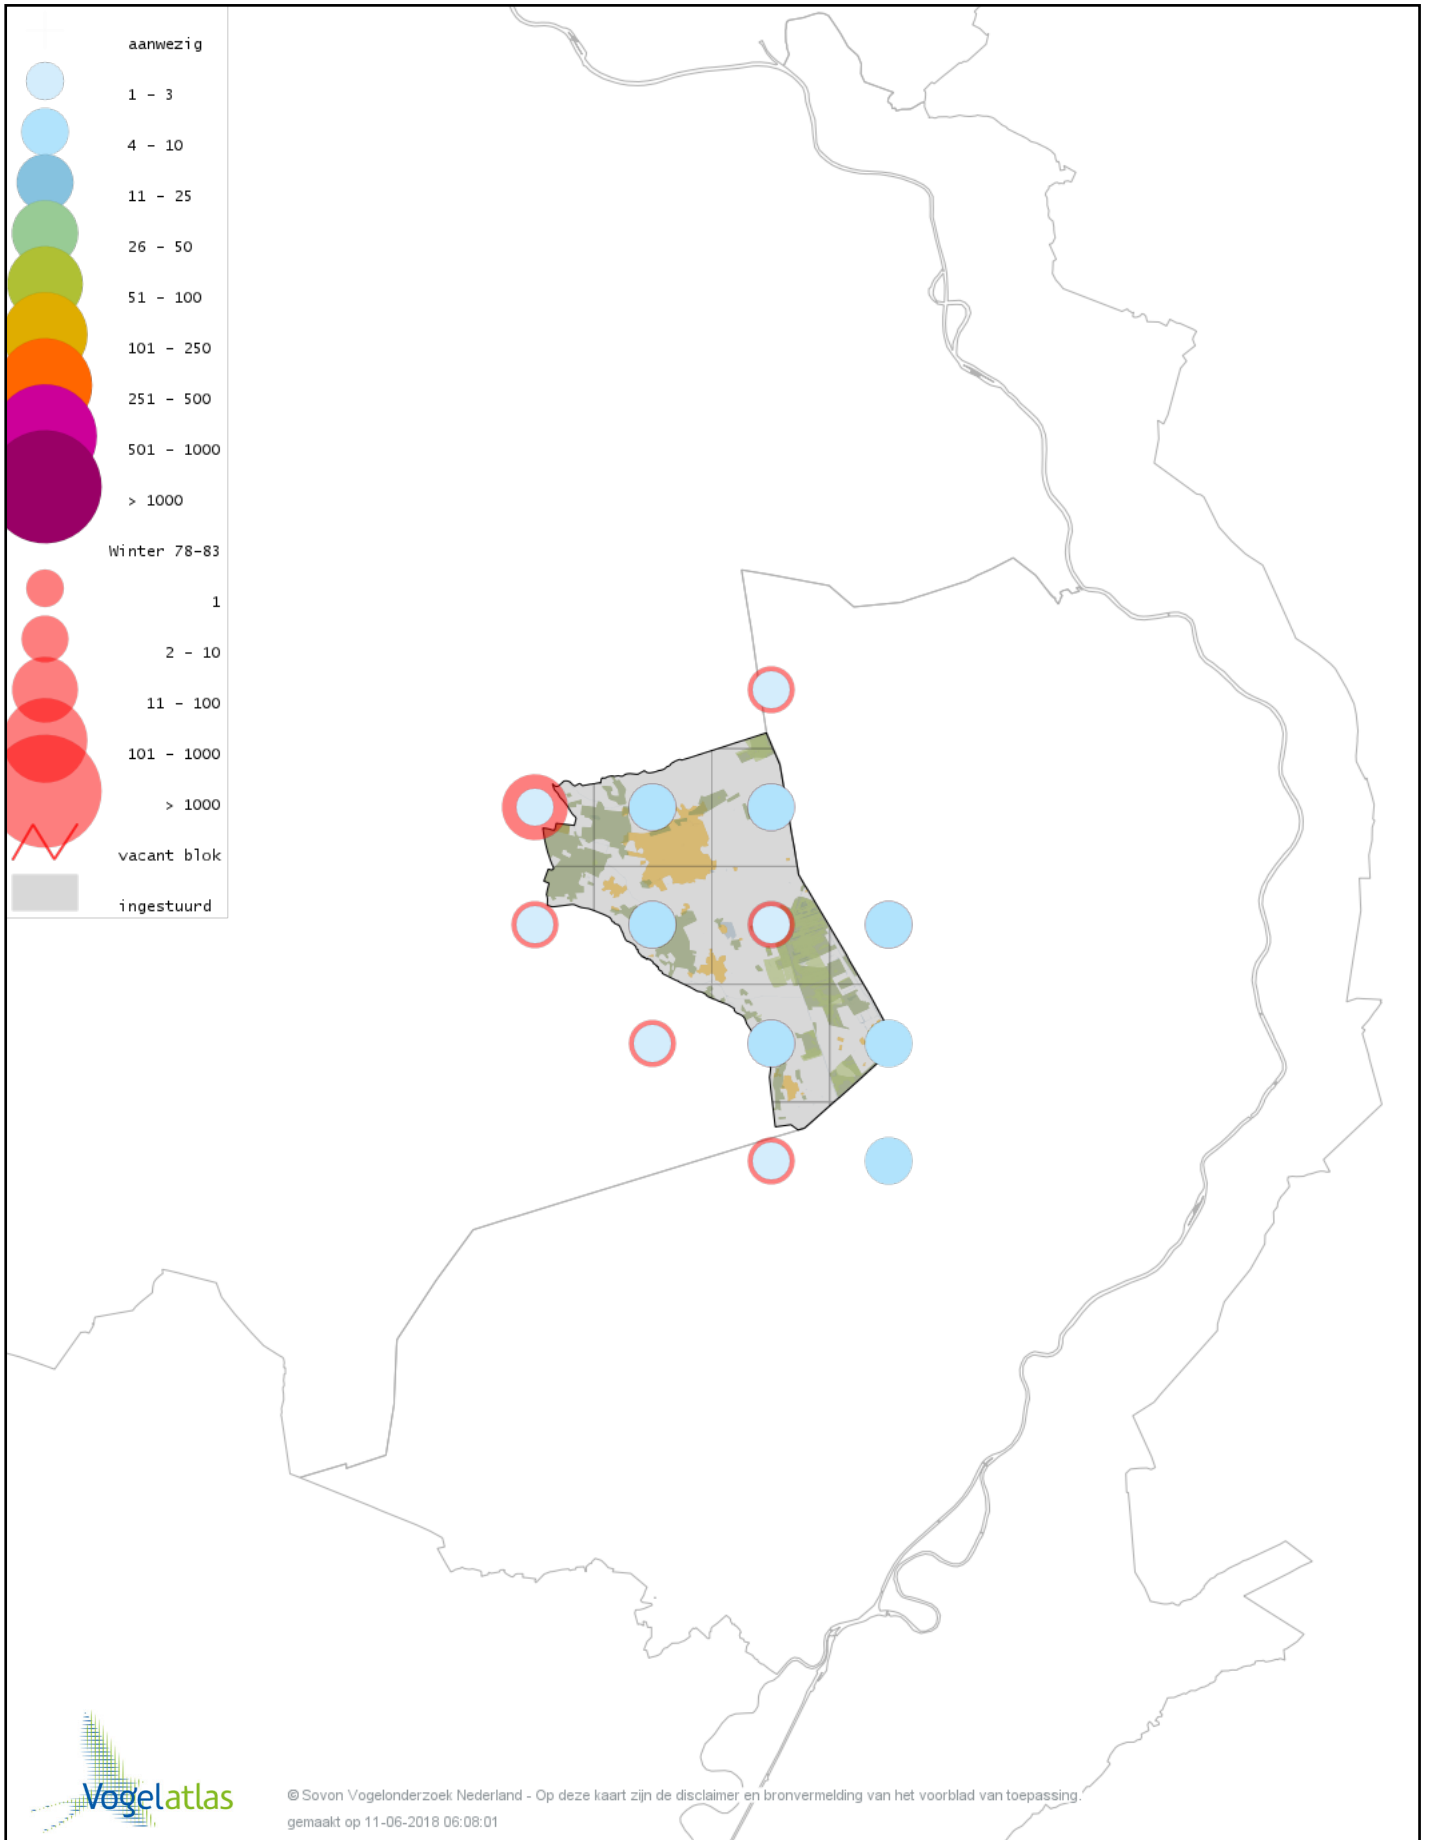 aanwezig
1 - 3
4 - 10
11 - 25
26 - 50
51 - 100
101 - 250
251 - 500
501 - 1000
> 1000
Winter 78-83
1
2 - 10
11 - 100
101 - 1000
> 1000
vacant blok
ingestuurd
Vogelatlas
© Sovon Vogelonderzoek Nederland - Op deze kaart zijn de disclaimer en bronvermelding van het voorblad van toepassing.
gemaakt op 11-06-2018 06:08:01